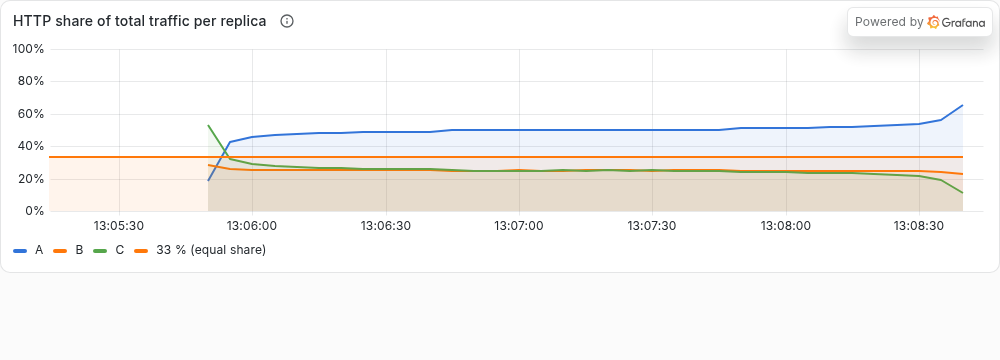 HTTP share of total traffic per replica
Powered by Grafana
100%
80%
60%
40%
20%
0%
13:05:30 13:06:00 13:06:30 13:07:00 13:07:30 13:08:00 13:08:30
A B C 33 % (equal share)